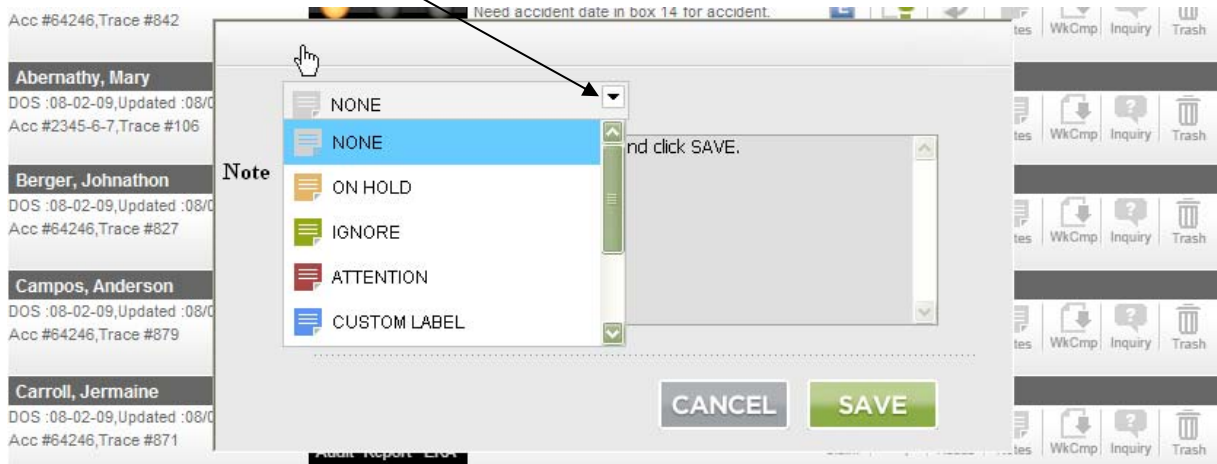 Acc #64246,Trace #842
Need accident date in box 14 for accident.
tes WkCmp Inquiry Trash
Abernathy, Mary
DOS :08-02-09,Updated :08/0
Acc #2345-6-7,Trace #106
tes WkCmp Inquiry Trash
Berger, Johnathon
DOS :08-02-09,Updated :08/0
Acc #64246,Trace #827
tes WkCmp Inquiry Trash
Campos, Anderson
DOS :08-02-09,Updated :08/0
Acc #64246,Trace #879
tes WkCmp Inquiry Trash
Carroll, Jermaine
DOS :08-02-09,Updated :08/0
Acc #64246,Trace #871
tes WkCmp Inquiry Trash
Note
NONE
NONE
ON HOLD
IGNORE
ATTENTION
CUSTOM LABEL
nd click SAVE.
CANCEL SAVE
Audit Report ERA